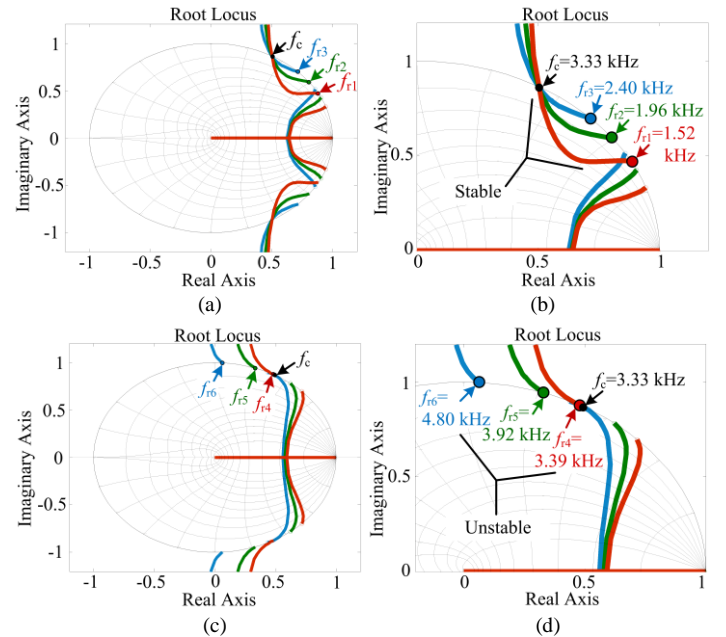 Root Locus
Imaginary Axis
1
0.5
0
-0.5
-1
fc
fr3
fr2
fr1
-1
-0.5
0
0.5
1
Real Axis
(a)
Root Locus
Imaginary Axis
1
0.5
0
fc=3.33 kHz
fr3=2.40 kHz
fr2=1.96 kHz
fr1=1.52
kHz
Stable
0
0.5
1
Real Axis
(b)
Root Locus
Imaginary Axis
1
0.5
0
-0.5
-1
fc
fr6
fr5
fr4
-1
-0.5
0
0.5
1
Real Axis
(c)
Root Locus
Imaginary Axis
1
0.5
0
fc=3.33 kHz
fr6=
4.80 kHz
fr5=
3.92 kHz
fr4=
3.39 kHz
Unstable
0
0.5
1
Real Axis
(d)